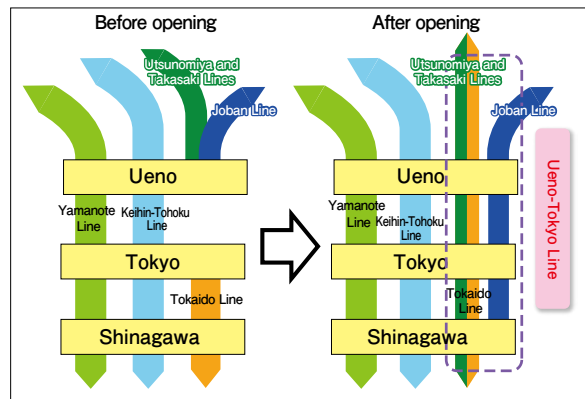 Before opening
Utsunomiya and
Takasaki Lines
Joban Line
Ueno
Yamanote
Line
Keihin-Tohoku
Line
Tokyo
Tokaido Line
Shinagawa
After opening
Utsunomiya and
Takasaki Lines
Joban Line
Ueno
Yamanote
Line
Keihin-Tohoku
Line
Tokyo
Tokaido
Line
Shinagawa
Ueno-Tokyo Line